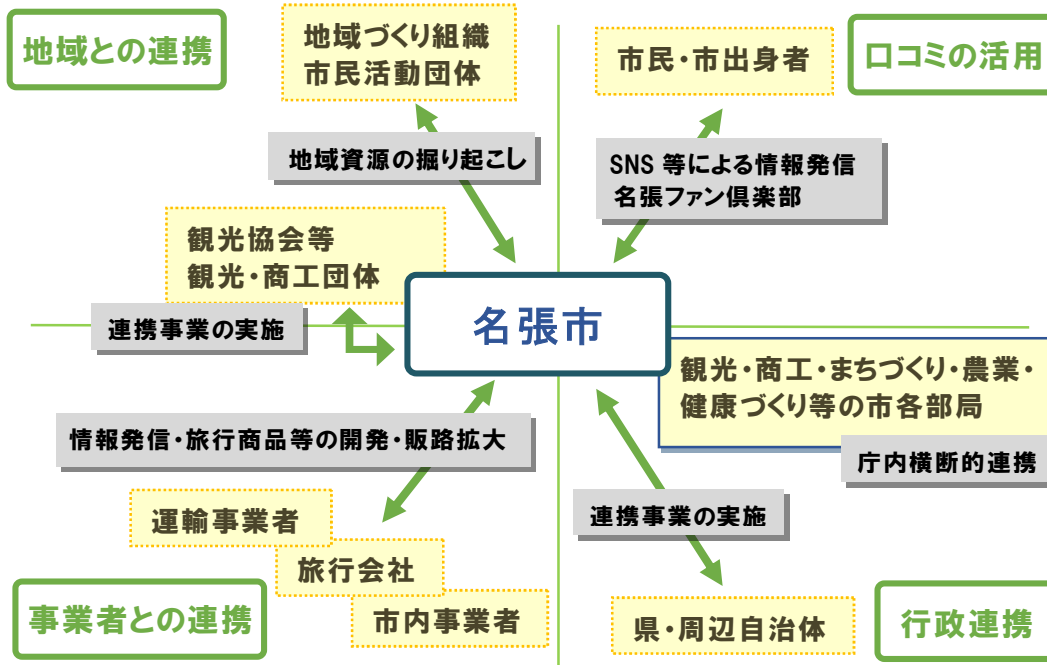 地域との連携
地域づくり組織
市民活動団体
市民・市出身者
口コミの活用
地域資源の掘り起こし
SNS 等による情報発信
名張ファン倶楽部
観光協会等
観光・商工団体
連携事業の実施
名張市
観光・商工・まちづくり・農業・
健康づくり等の市各部局
庁内横断的連携
情報発信・旅行商品等の開発・販路拡大
連携事業の実施
運輸事業者
旅行会社
市内事業者
事業者との連携
県・周辺自治体
行政連携